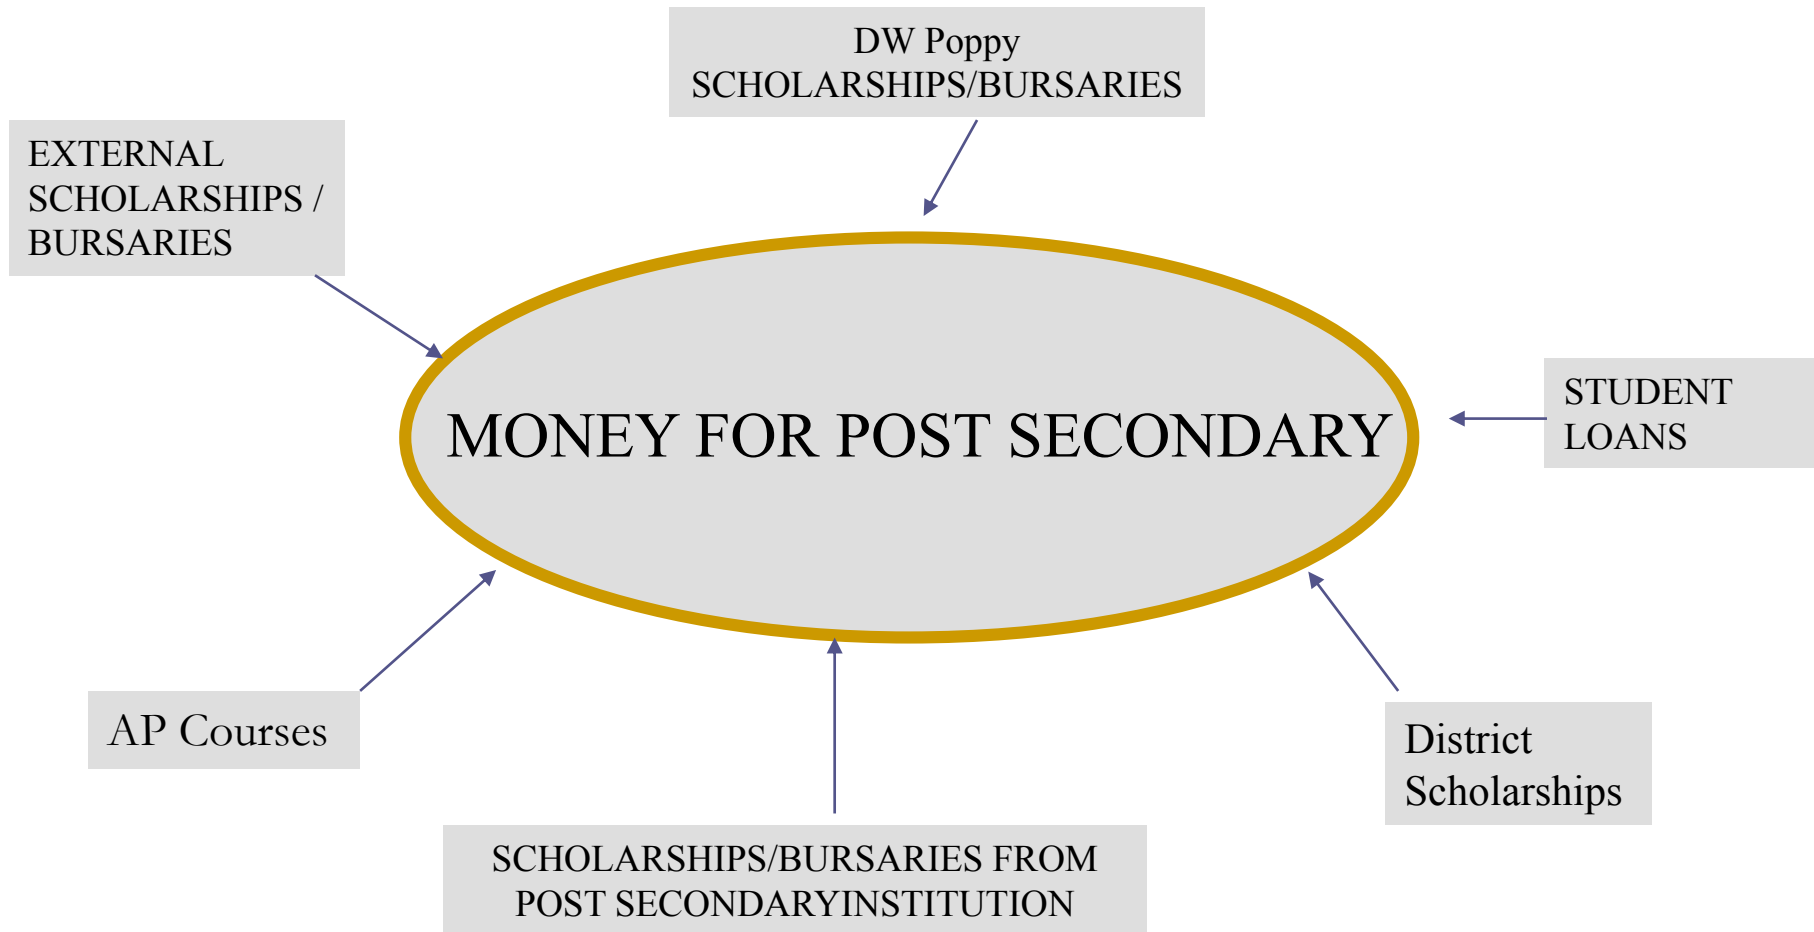 DW Poppy
SCHOLARSHIPS/BURSARIES
EXTERNAL
SCHOLARSHIPS /
BURSARIES
MONEY FOR POST SECONDARY
STUDENT
LOANS
AP Courses
District
Scholarships
SCHOLARSHIPS/BURSARIES FROM
POST SECONDARYINSTITUTION